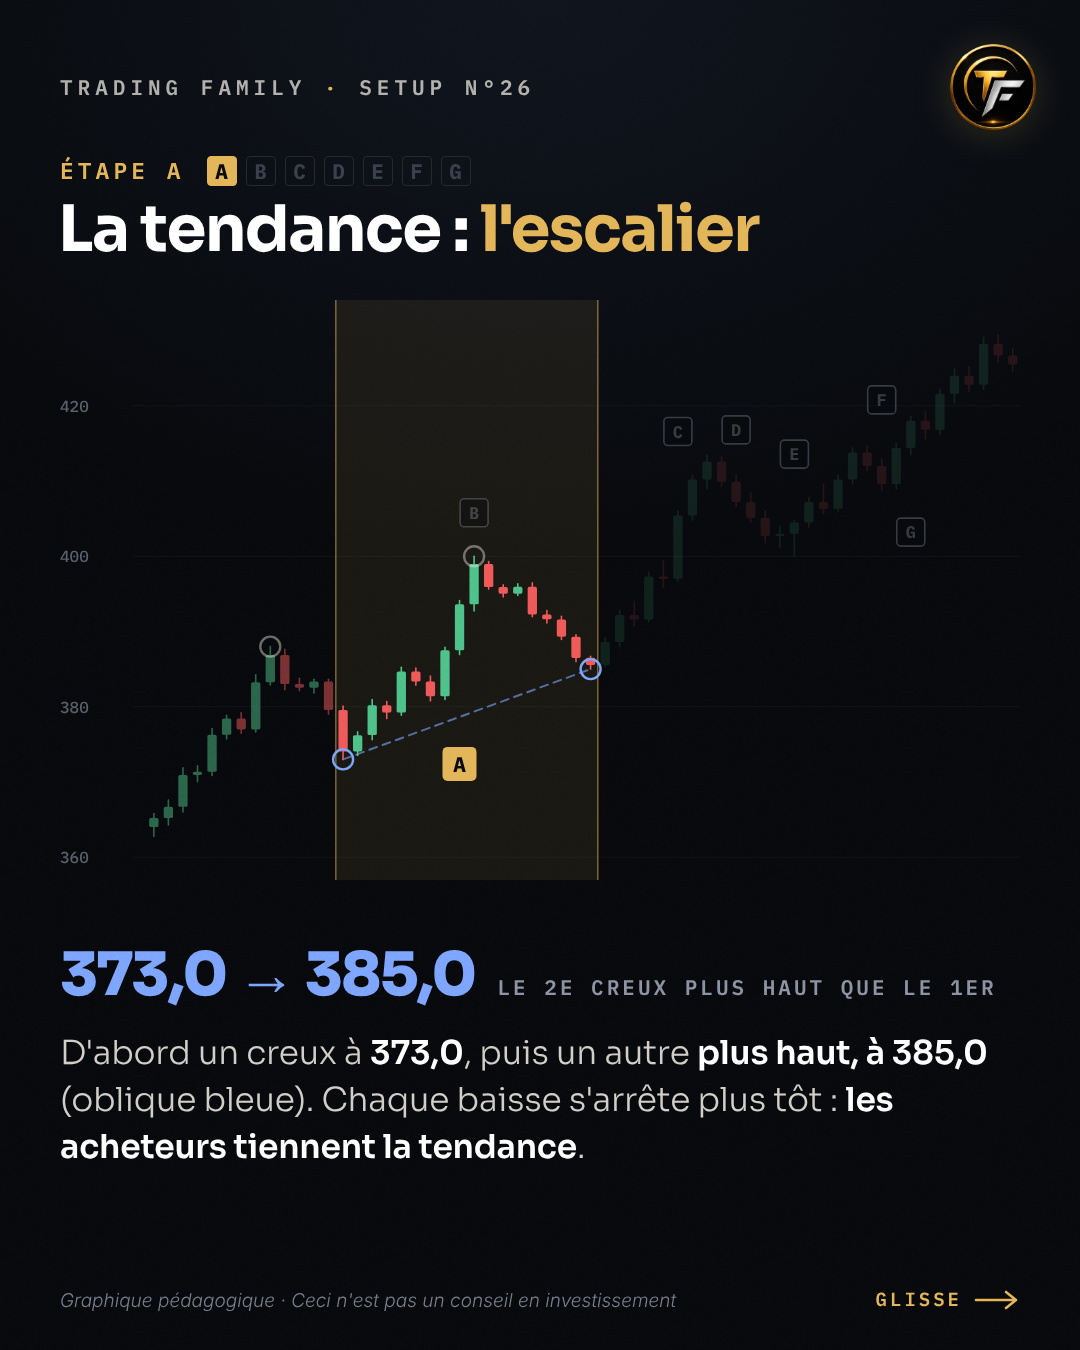 TRADING FAMILY · SETUP N°26
TF
ÉTAPE A A B C D E F G
La tendance : l'escalier
420
400
380
360
B
A
C
D
E
F
G
373,0 → 385,0 LE 2E CREUX PLUS HAUT QUE LE 1ER
D'abord un creux à 373,0, puis un autre plus haut, à 385,0
(oblique bleue). Chaque baisse s'arrête plus tôt : les
acheteurs tiennent la tendance.
Graphique pédagogique · Ceci n'est pas un conseil en investissement
GLISSE →